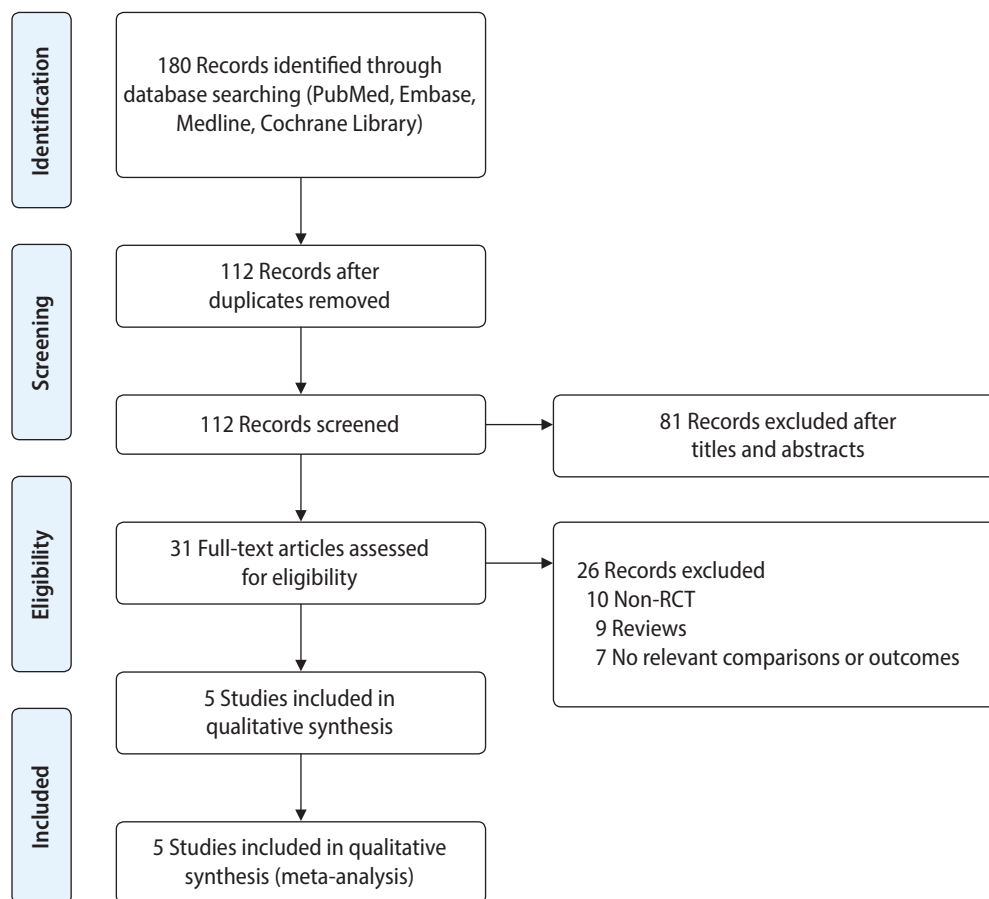 Identification
180 Records identified through
database searching (PubMed, Embase,
Medline, Cochrane Library)
Screening
112 Records after
duplicates removed
112 Records screened
81 Records excluded after
titles and abstracts
Eligibility
31 Full-text articles assessed
for eligibility
26 Records excluded
10 Non-RCT
9 Reviews
7 No relevant comparisons or outcomes
Included
5 Studies included in
qualitative synthesis
5 Studies included in qualitative
synthesis (meta-analysis)